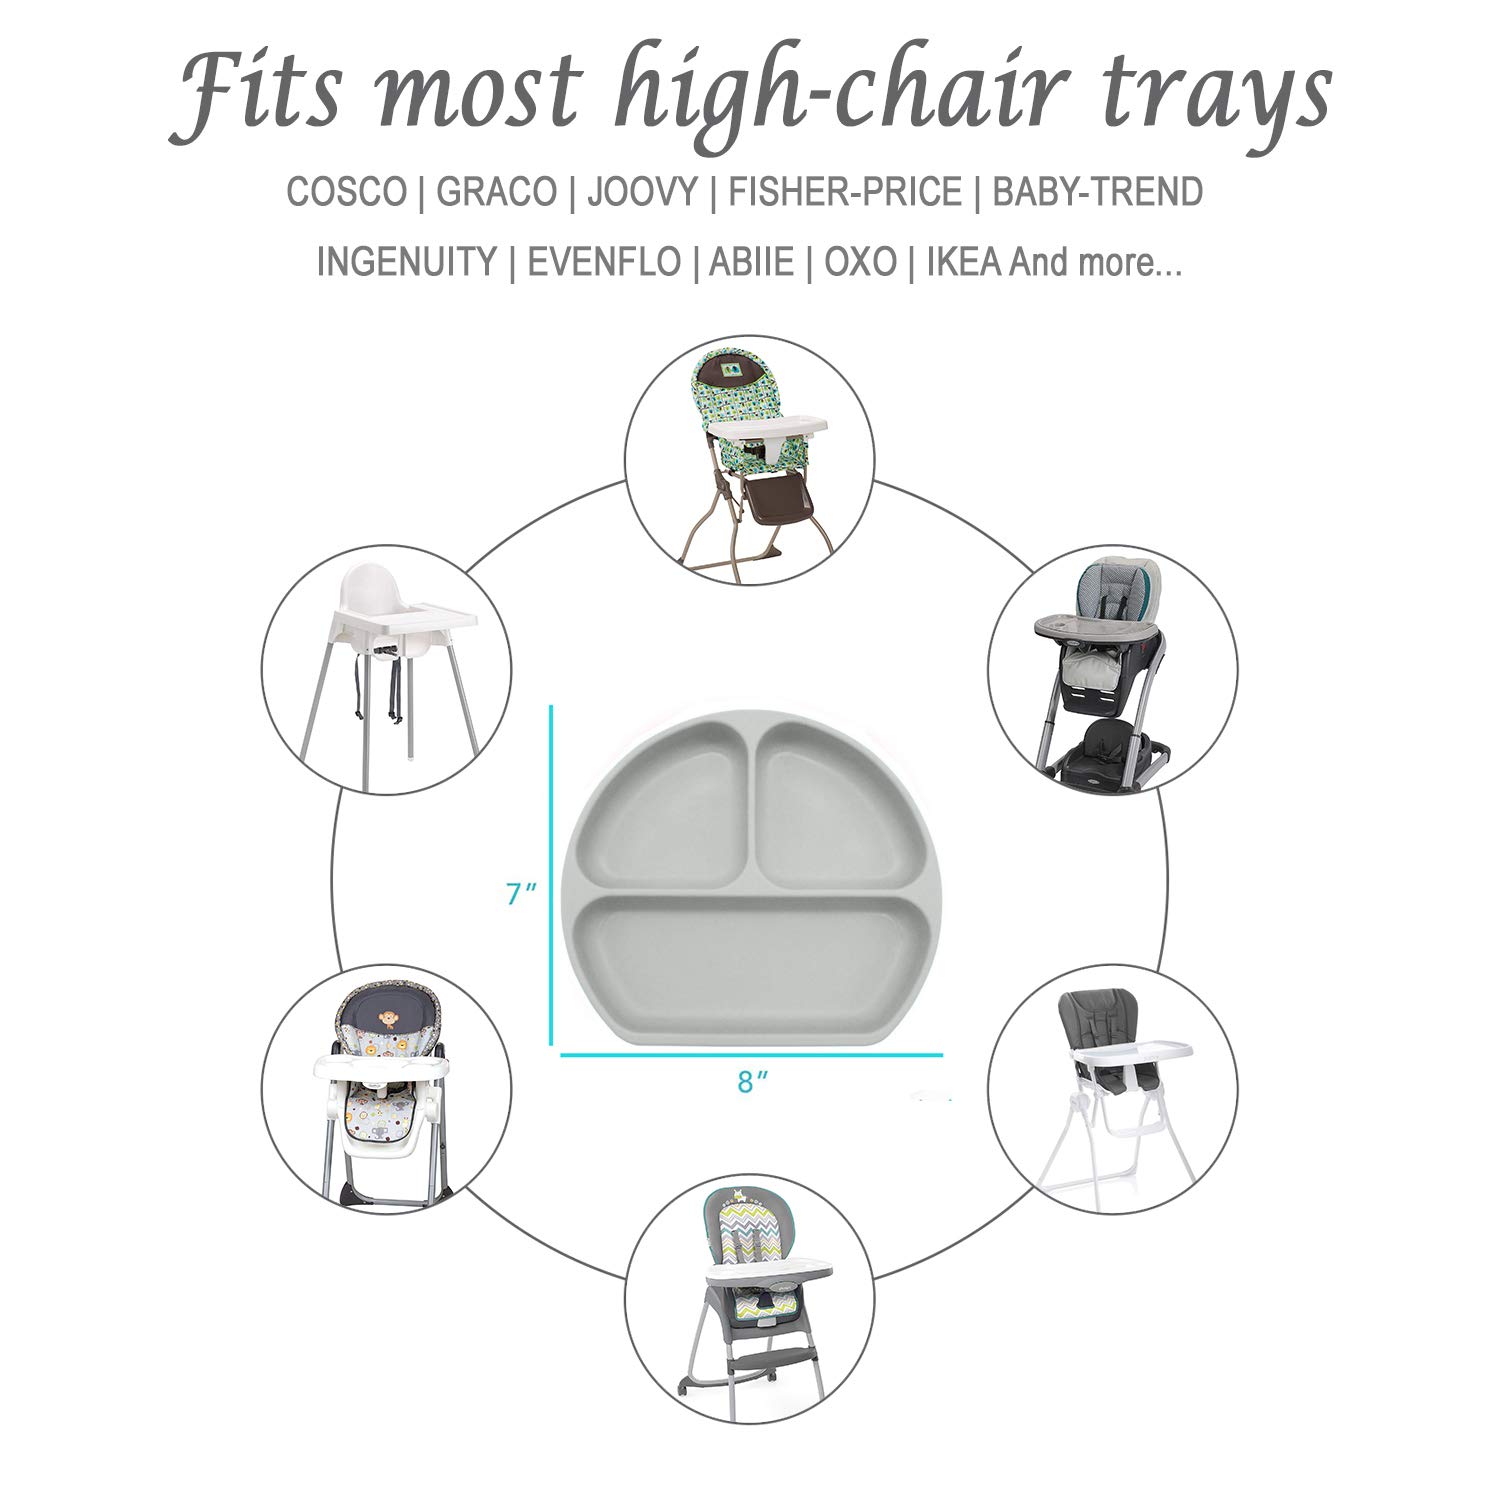 Fits most high-chair trays
COSCO | GRACO | JOOVY | FISHER-PRICE | BABY-TREND
INGENUITY | EVENFLO | ABIIE | OXO | IKEA And more...
7"
8"